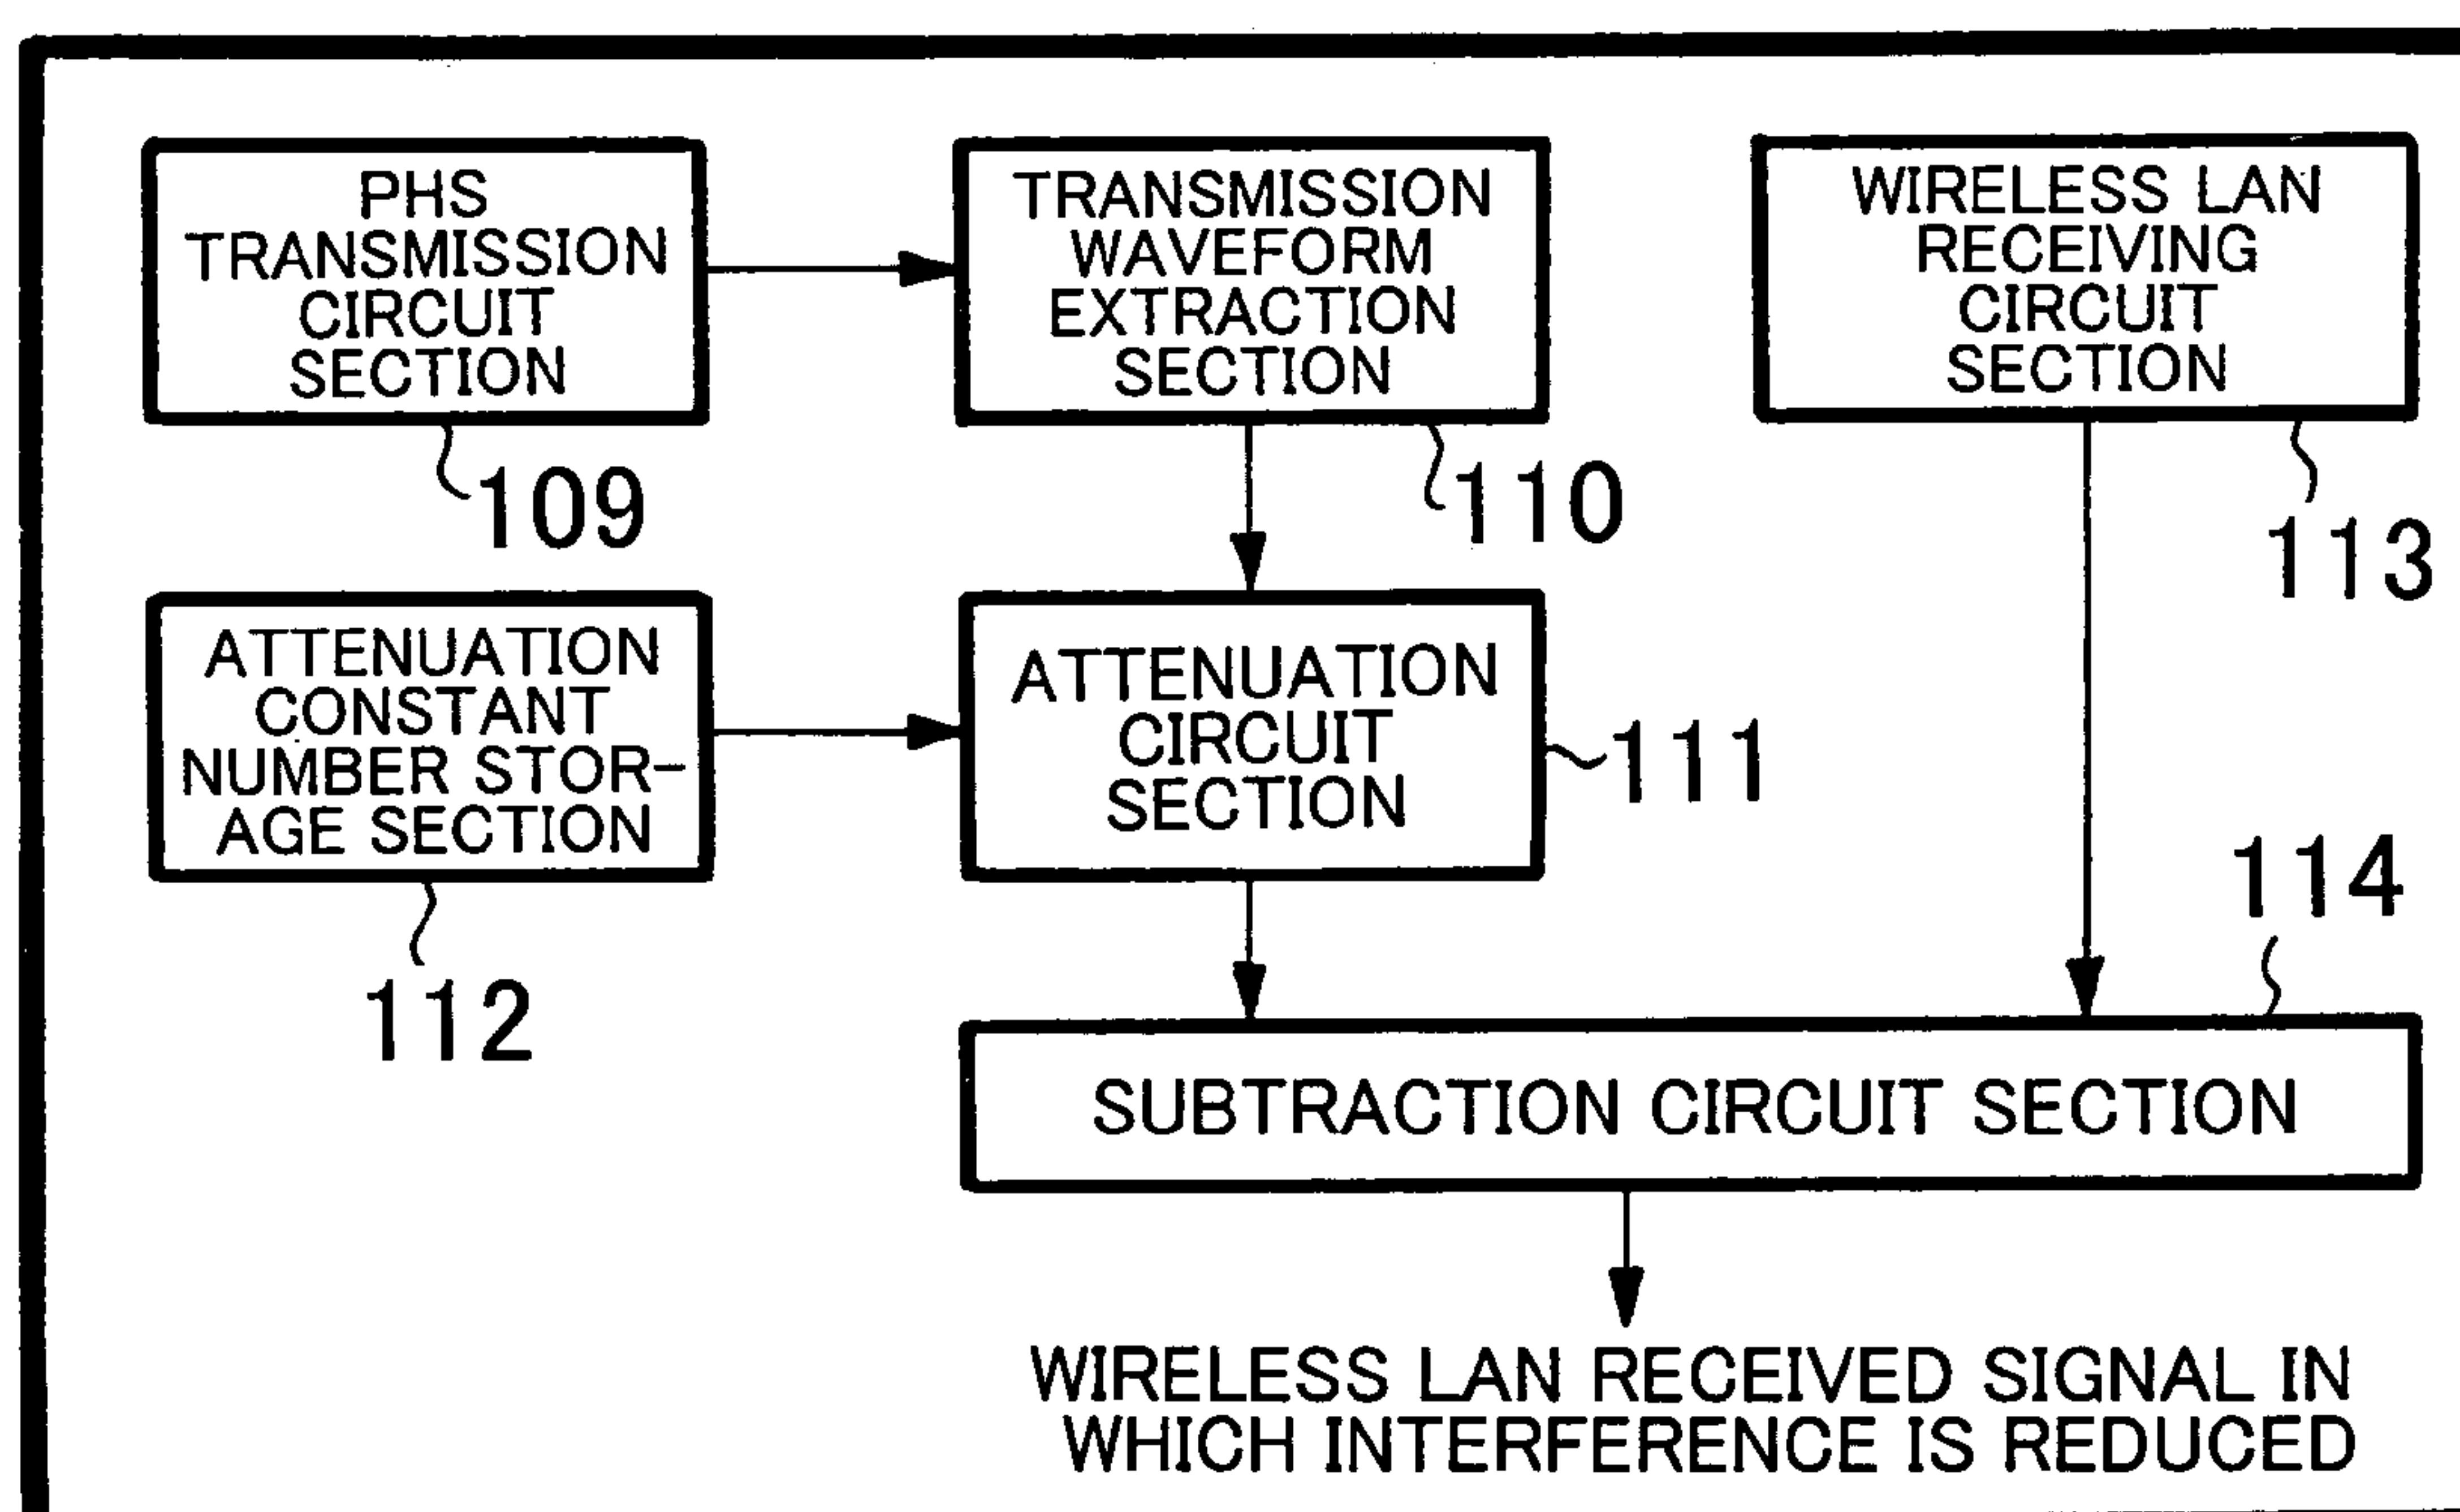 PHS
TRANSMISSION
CIRCUIT
SECTION
109
TRANSMISSION
WAVEFORM
EXTRACTION
SECTION
110
WIRELESS LAN
RECEIVING
CIRCUIT
SECTION
113
ATTENUATION
CONSTANT
NUMBER STOR-
AGE SECTION
112
ATTENUATION
CIRCUIT
SECTION
111
114
SUBTRACTION CIRCUIT SECTION
WIRELESS LAN RECEIVED SIGNAL IN
WHICH INTERFERENCE IS REDUCED